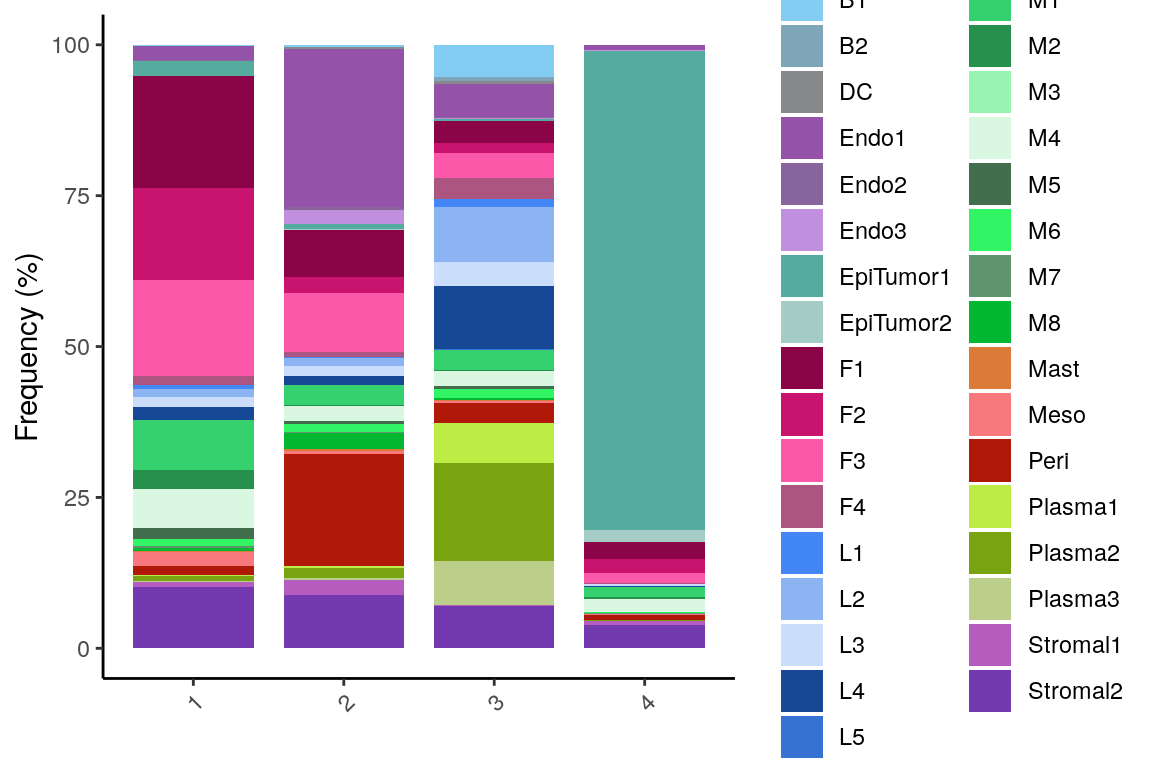 Frequency (%)
100
75
50
25
0
1
2
3
4
B1
B2
DC
Endo1
Endo2
Endo3
EpiTumor1
EpiTumor2
F1
F2
F3
F4
L1
L2
L3
L4
L5
M1
M2
M3
M4
M5
M6
M7
M8
Mast
Meso
Peri
Plasma1
Plasma2
Plasma3
Stromal1
Stromal2